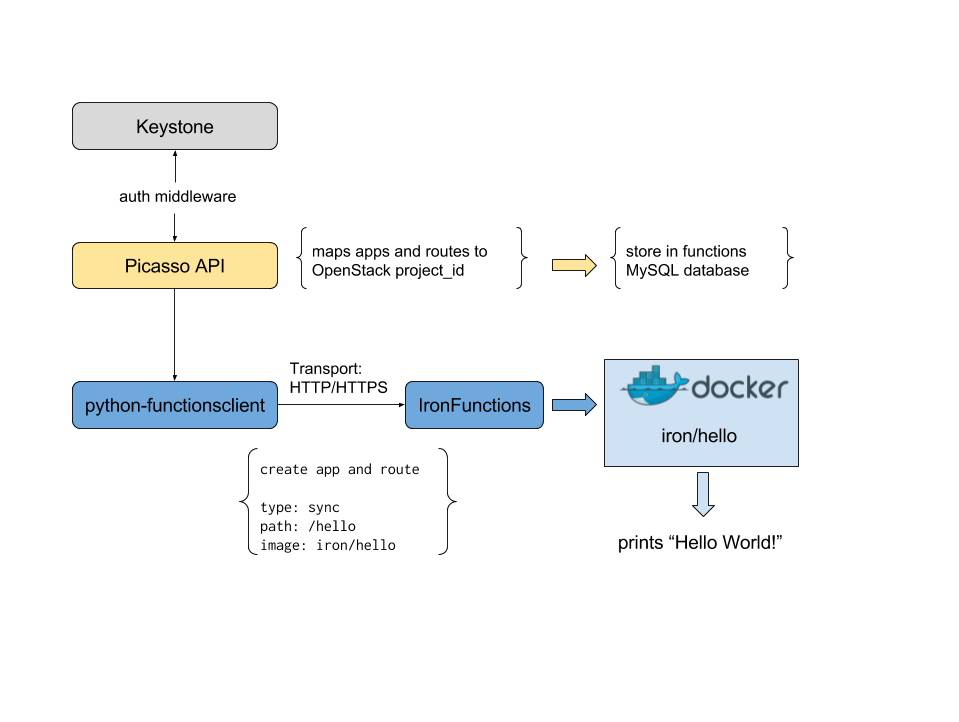 Keystone
auth middleware
Picasso API
maps apps and routes to
OpenStack project_id
store in functions
MySQL database
python-functionsclient
Transport:
HTTP/HTTPS
IronFunctions
docker
iron/hello
create app and route
type: sync
path: /hello
image: iron/hello
prints “Hello World!”